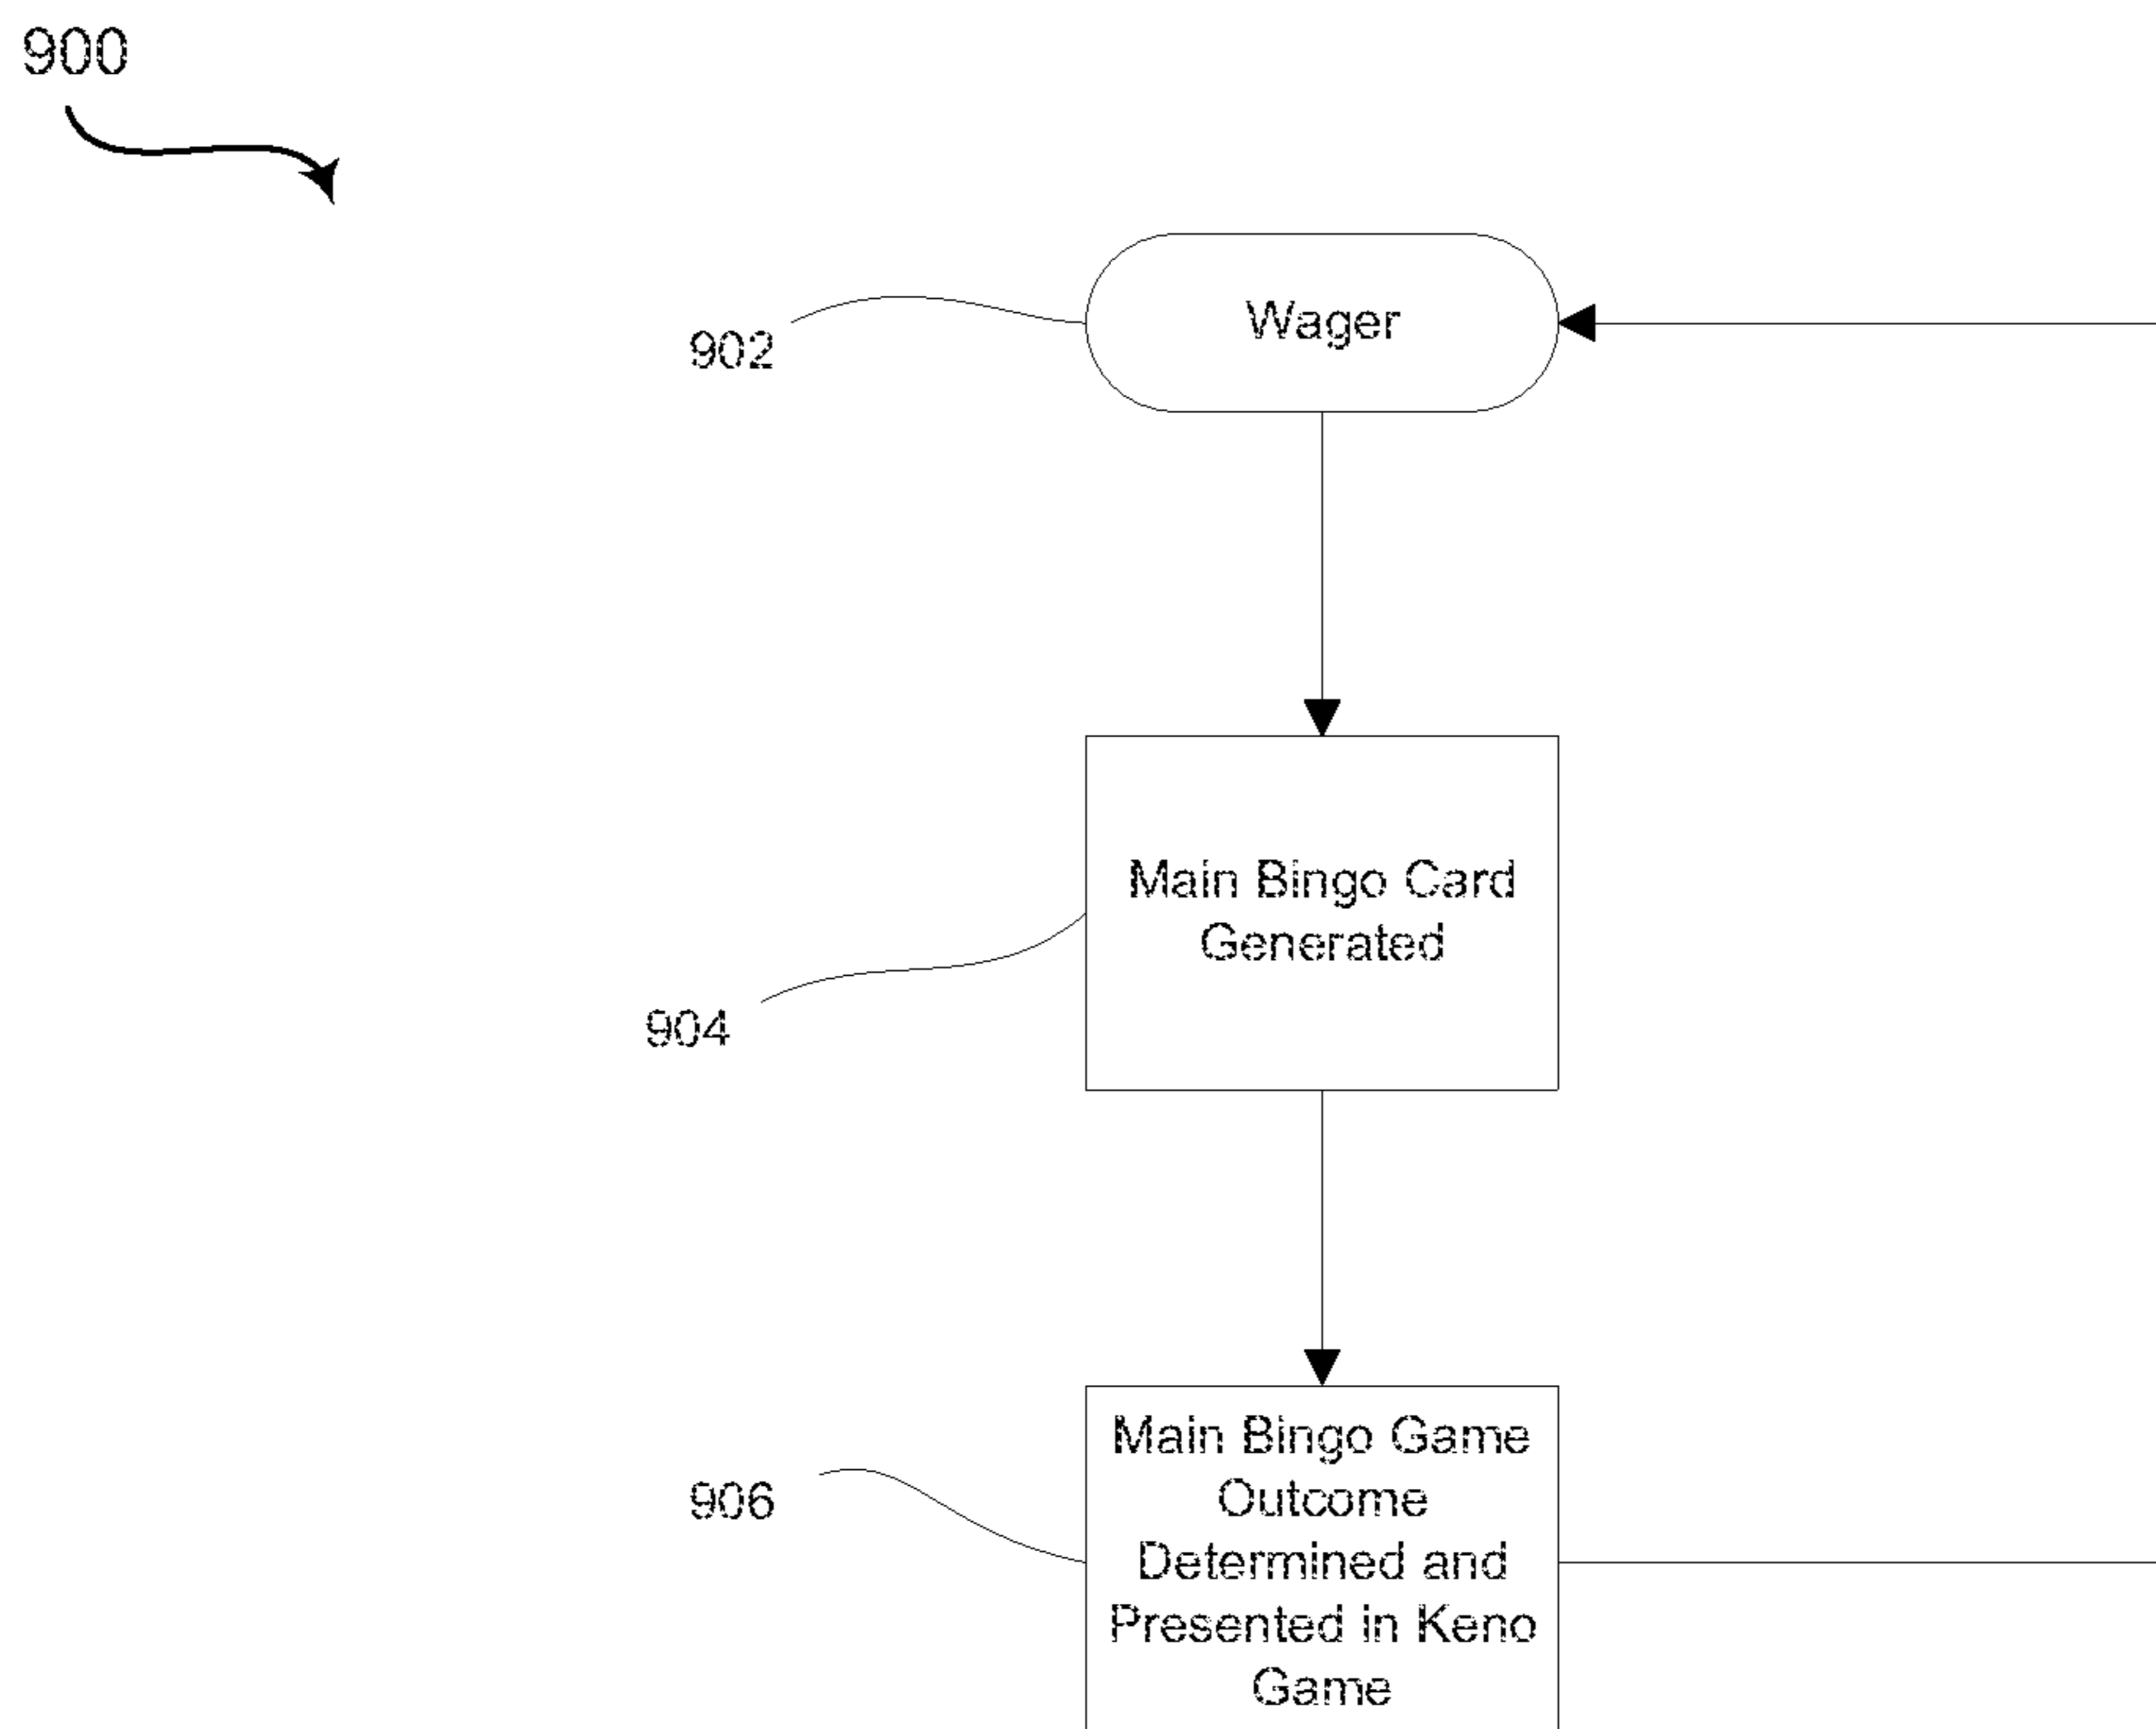 900
Wager
902
Main Bingo Card
Generated
904
Main Bingo Game
Outcome
Determined and
Presented in Keno
Game
906